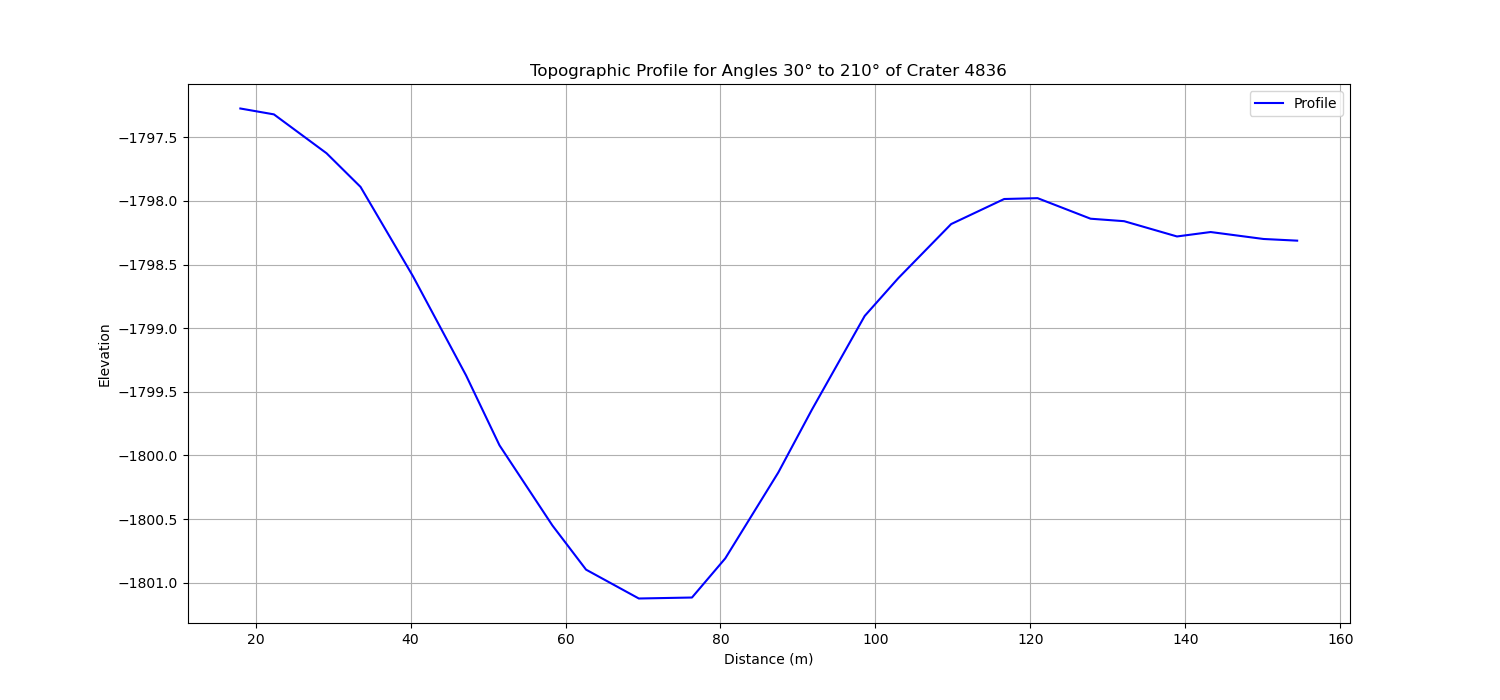 Topographic Profile for Angles 30° to 210° of Crater 4836
Profile
−1797.5
−1798.0
−1798.5
−1799.0
−1799.5
−1800.0
−1800.5
−1801.0
Elevation
20 40 60 80 100 120 140 160
Distance (m)